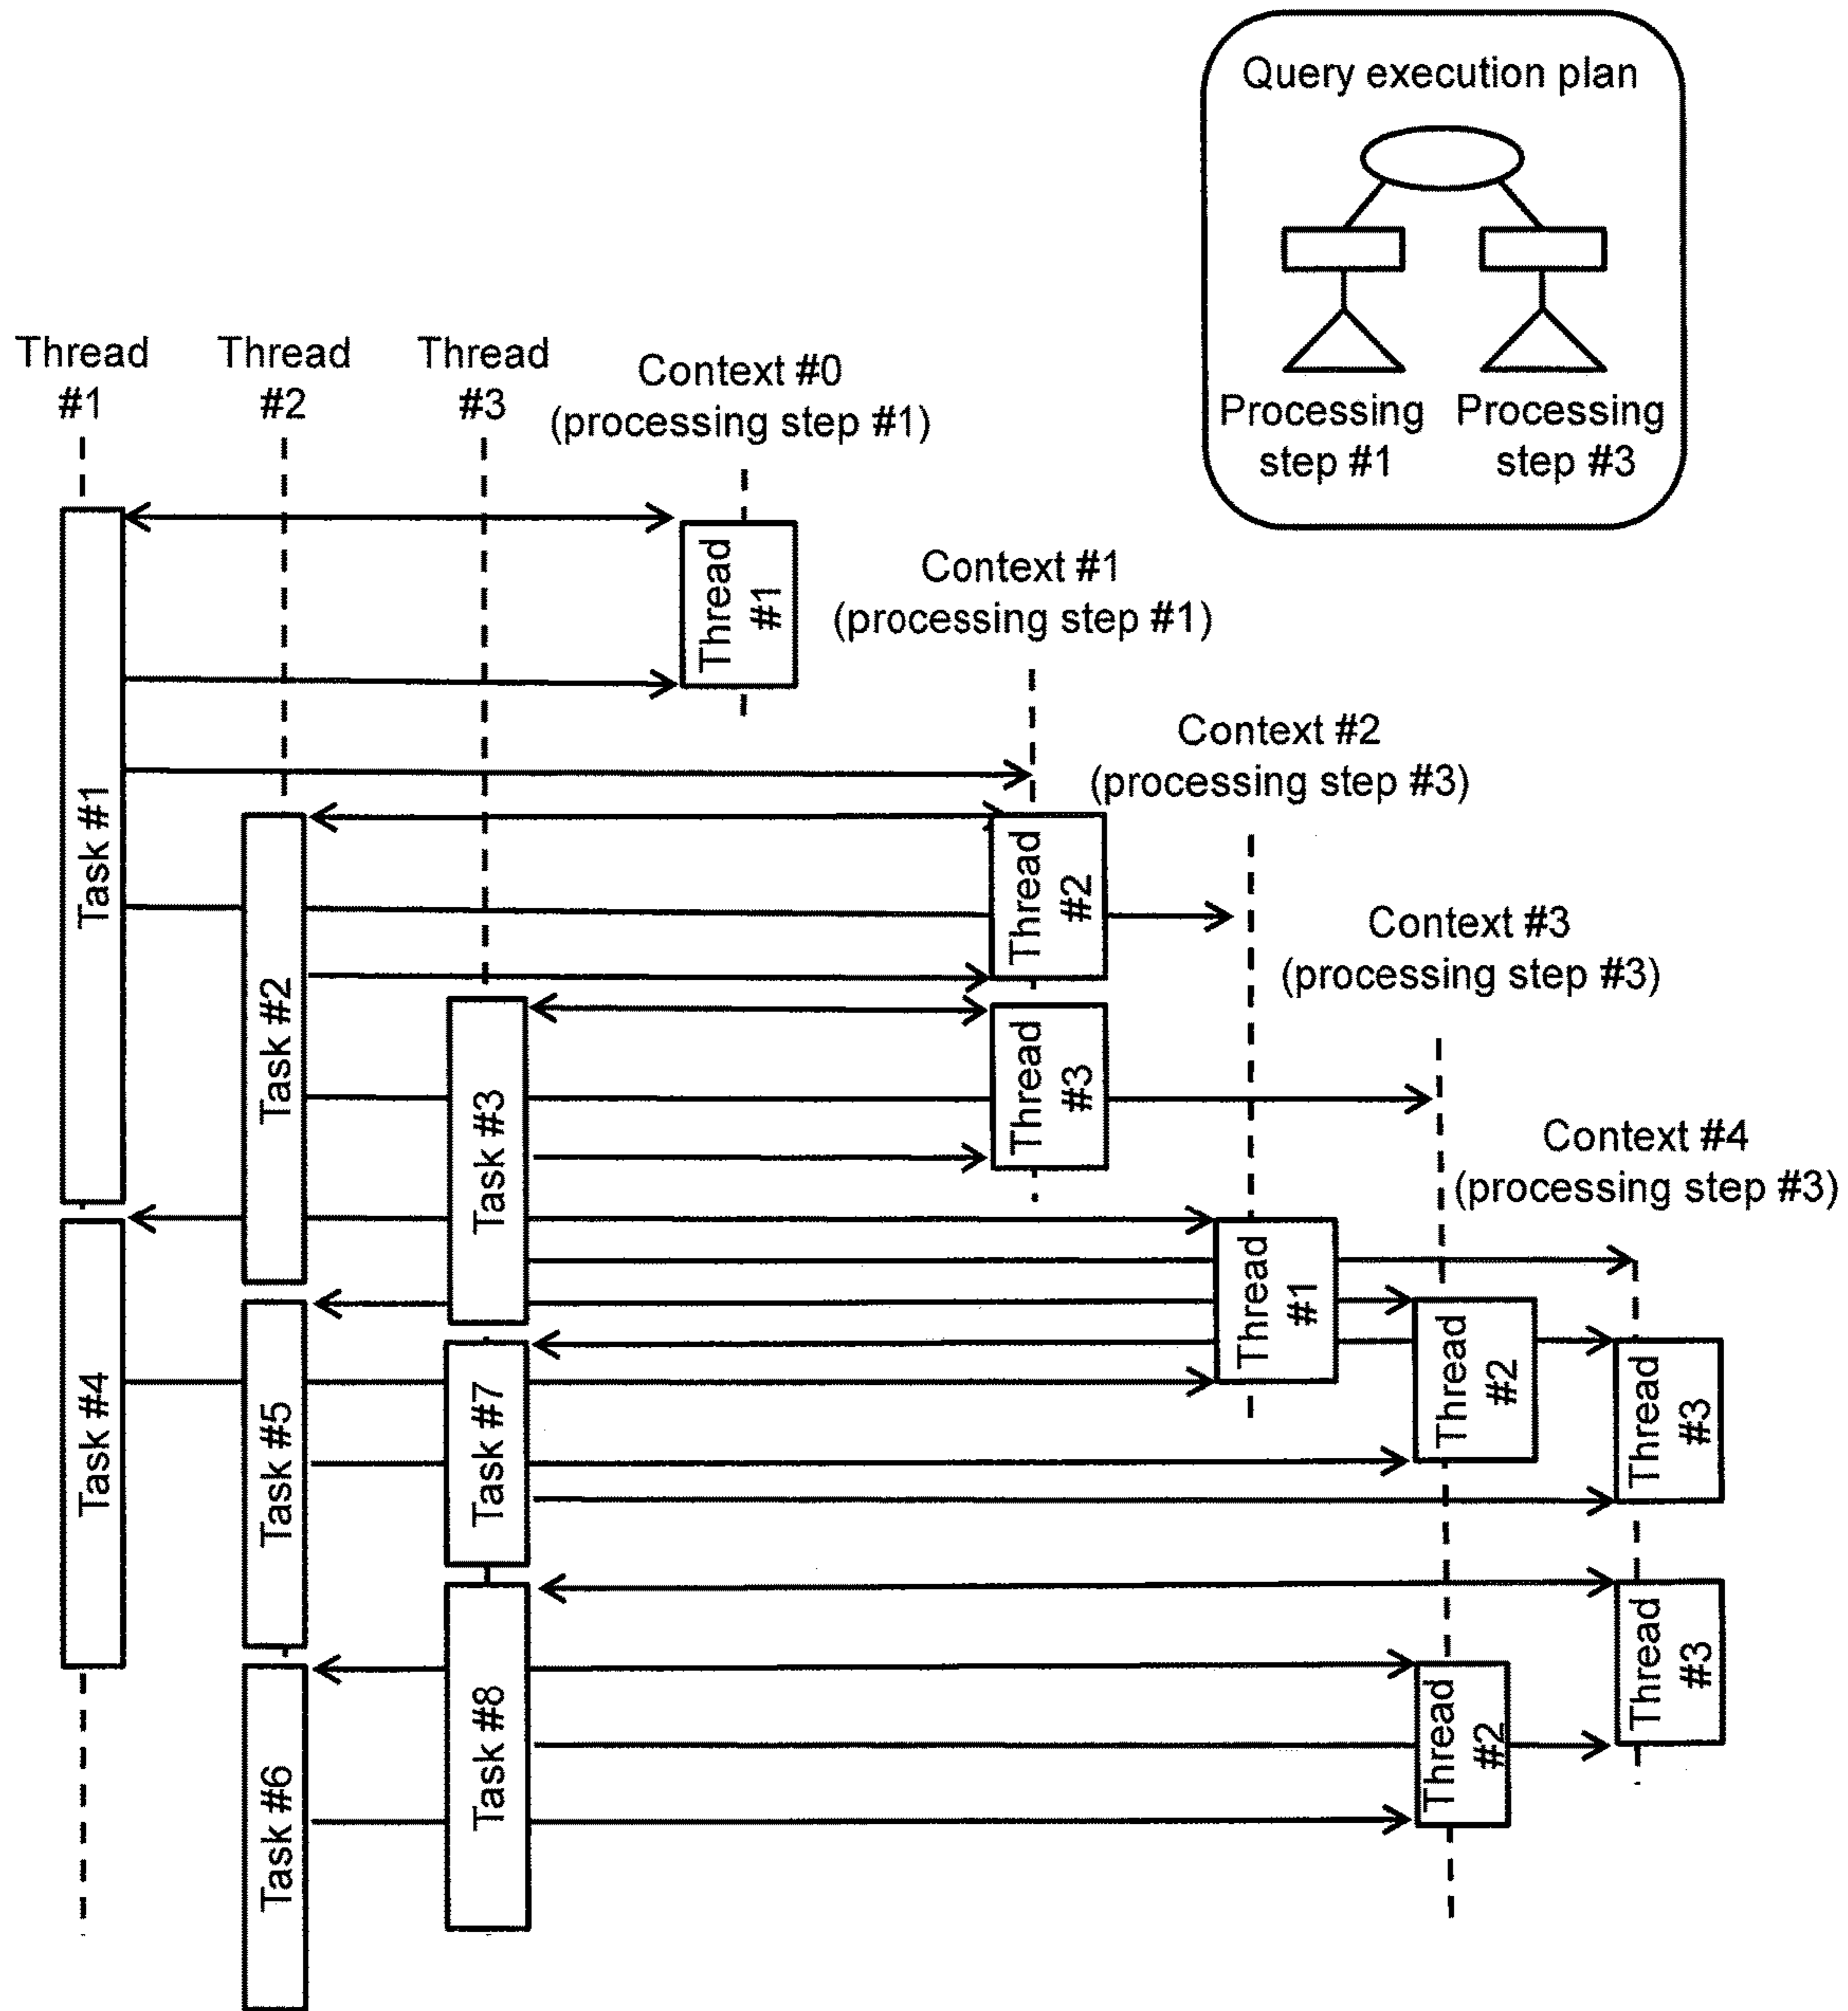 Query execution plan
Processing
step #1
Processing
step #3
Thread
#1
Thread
#2
Thread
#3
Context #0
(processing step #1)
Context #1
(processing step #1)
Context #2
(processing step #3)
Context #3
(processing step #3)
Context #4
(processing step #3)
Task #1
Task #2
Task #3
Task #4
Task #5
Task #7
Task #8
Task #6
Thread
#1
Thread
#2
Thread
#3
Thread
#1
Thread
#2
Thread
#3
Thread
#3
Thread
#2